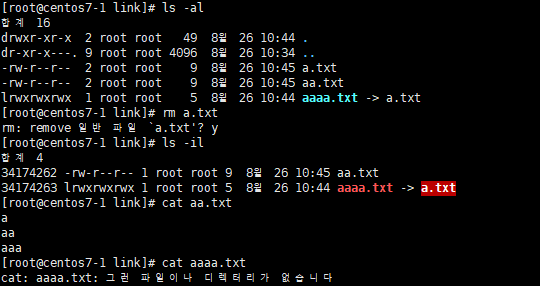 [root@centos7-1 link]# ls -al
합계 16
drwxr-xr-x 2 root root 49 8월 26 10:44 .
dr-xr-x---. 9 root root 4096 8월 26 10:34 ..
-rw-r--r-- 2 root root 9 8월 26 10:45 a.txt
-rw-r--r-- 2 root root 9 8월 26 10:45 aa.txt
lrwxrwxrwx 1 root root 5 8월 26 10:44 aaaa.txt -> a.txt
[root@centos7-1 link]# rm a.txt
rm: remove 일반 파일 `a.txt'? y
[root@centos7-1 link]# ls -il
합계 4
34174262 -rw-r--r-- 1 root root 9 8월 26 10:45 aa.txt
34174263 lrwxrwxrwx 1 root root 5 8월 26 10:44 aaaa.txt -> a.txt
[root@centos7-1 link]# cat aa.txt
a
aa
aaa
[root@centos7-1 link]# cat aaaa.txt
cat: aaaa.txt: 그런 파일이나 디렉터리가 없습니다